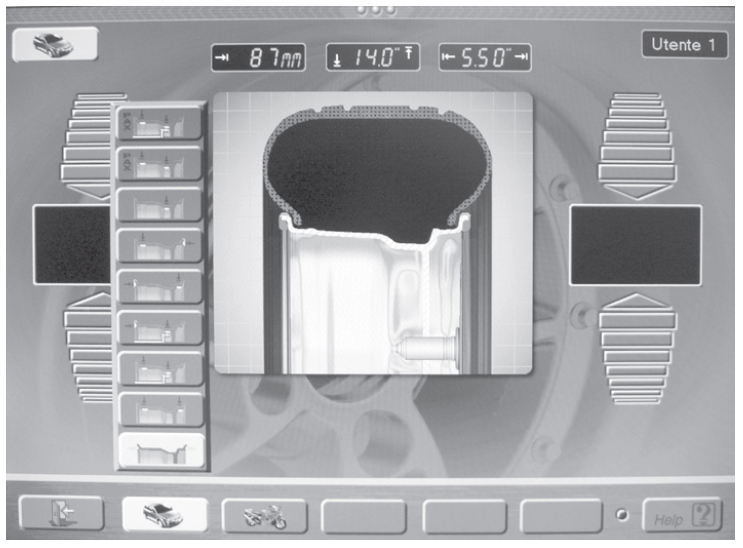 Utente 1
87mm
14.0"
5.50"
Help ?